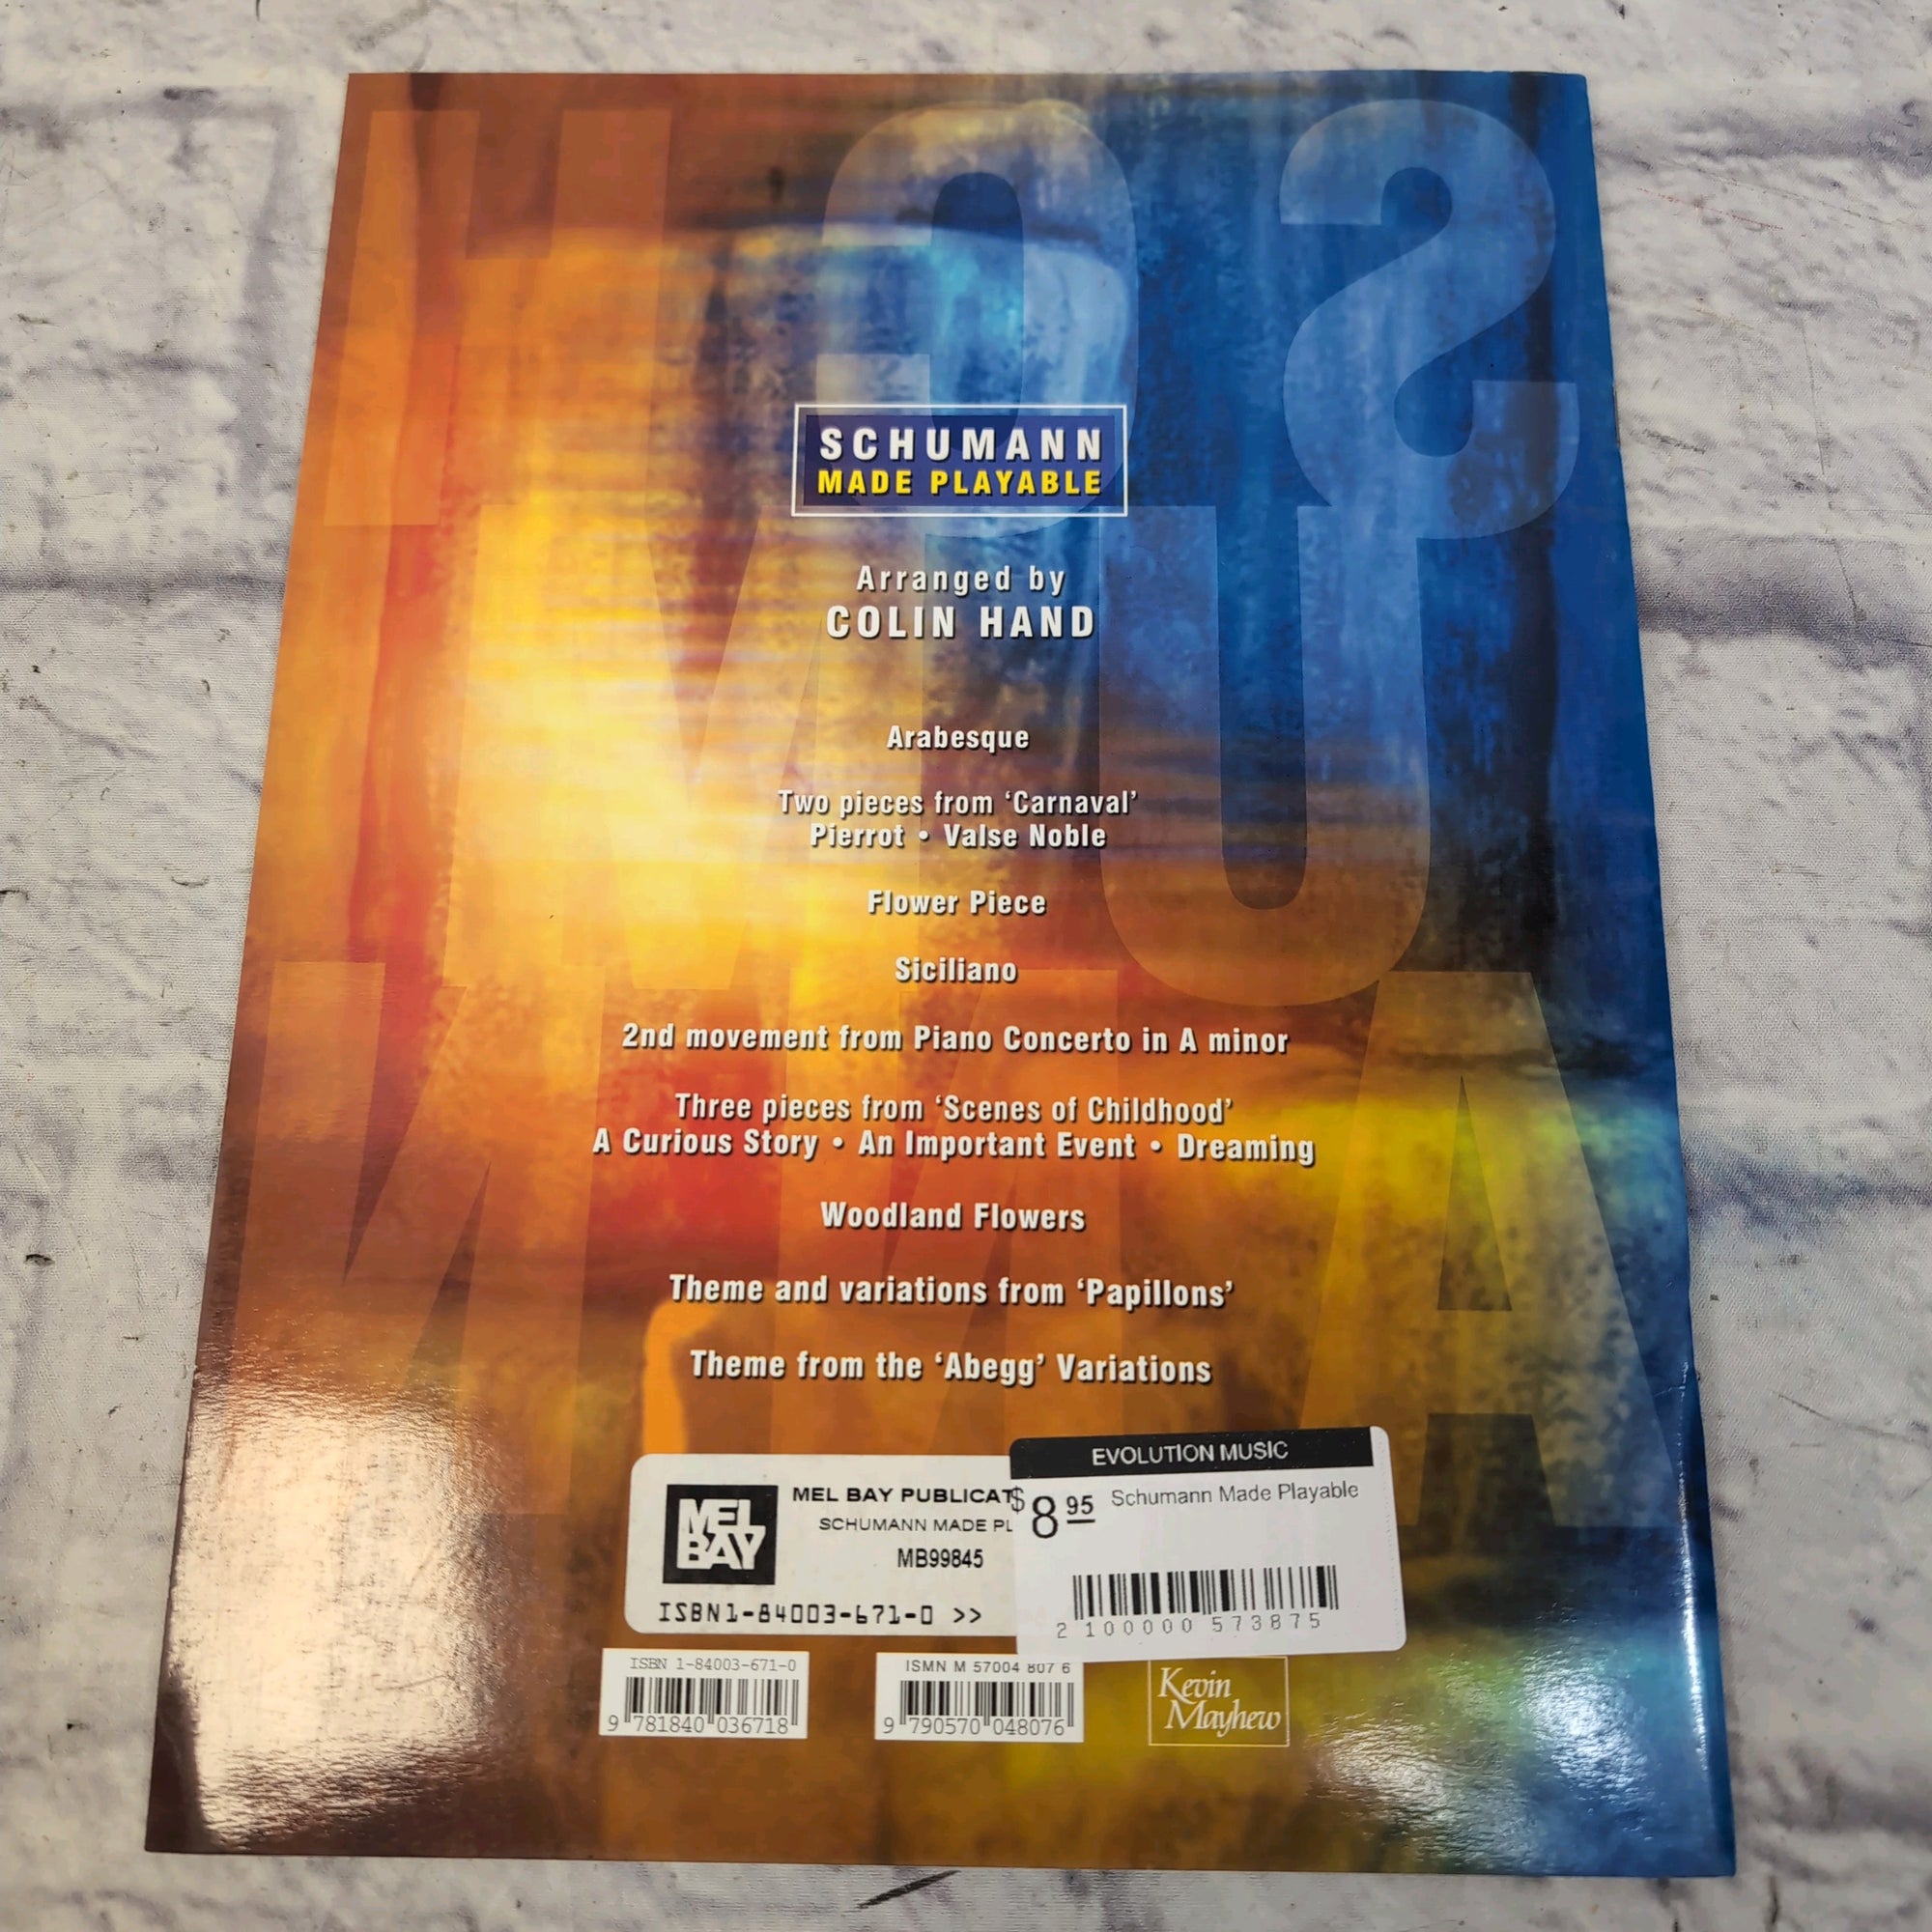 SCHUMANN
MADE PLAYABLE
Arranged by
COLIN HAND
Arabesque
Two pieces from ‘Carnaval’
Pierrot • Valse Noble
Flower Piece
Siciliano
2nd movement from Piano Concerto in A minor
Three pieces from ‘Scenes of Childhood’
A Curious Story • An Important Event • Dreaming
Woodland Flowers
Theme and variations from ‘Papillons’
Theme from the ‘Abegg’ Variations
MEL BAY
MEL BAY PUBLICAT
SCHUMANN MADE PL
MB99845
ISBN1-84003-671-0 >>
EVOLUTION MUSIC
$8 95 Schumann Made Playable
2 100000 573875
ISBN 1-84003-671-0
9 781840 036718
ISMN M 57004 807 6
9 790570 048076
Kevin
Mayhew